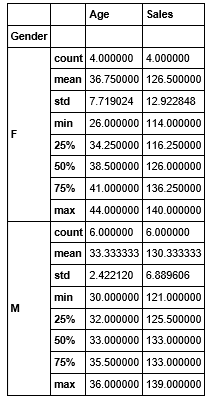 Age Sales
Gender
F
count 4.000000 4.000000
mean 36.750000 126.500000
std 7.719024 12.922848
min 26.000000 114.000000
25% 34.250000 116.250000
50% 38.500000 126.000000
75% 41.000000 136.250000
max 44.000000 140.000000
M
count 6.000000 6.000000
mean 33.333333 130.333333
std 2.422120 6.889606
min 30.000000 121.000000
25% 32.000000 125.500000
50% 33.000000 133.000000
75% 35.500000 133.000000
max 36.000000 139.000000